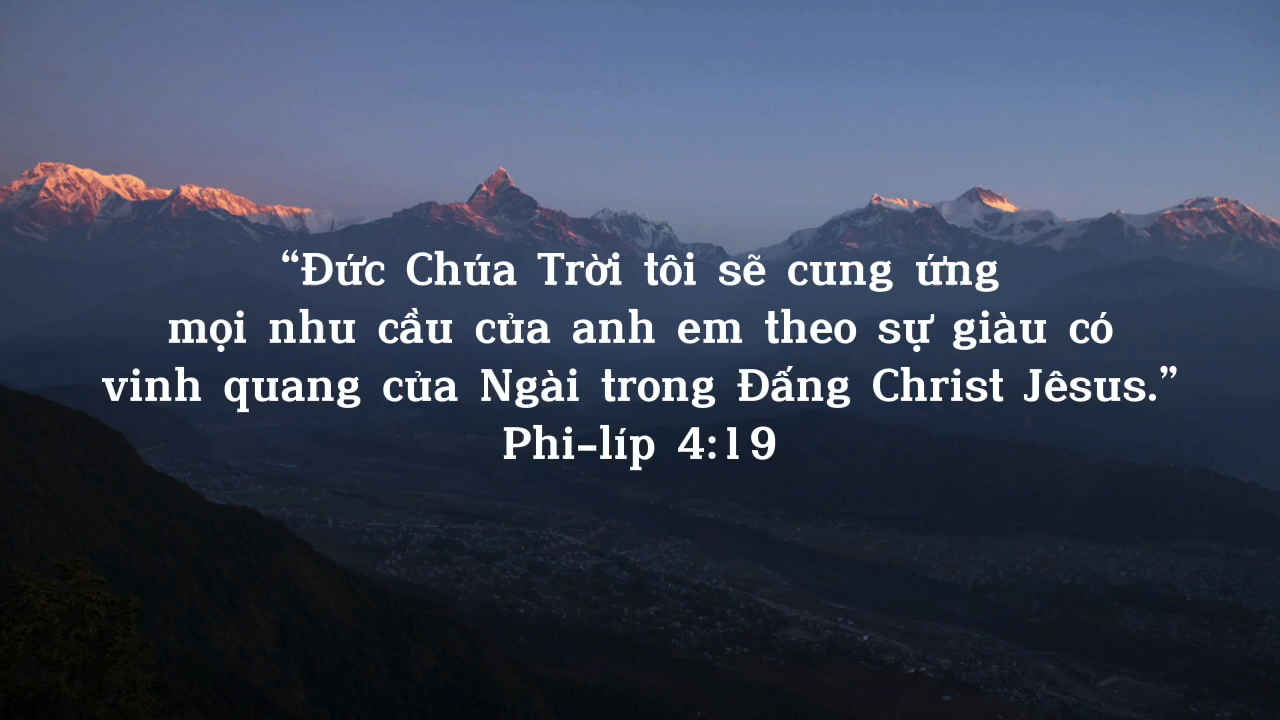 “Đức Chúa Trời tôi sẽ cung ứng
mọi nhu cầu của anh em theo sự giàu có
vinh quang của Ngài trong Đấng Christ Jêsus.”
Phi-líp 4:19